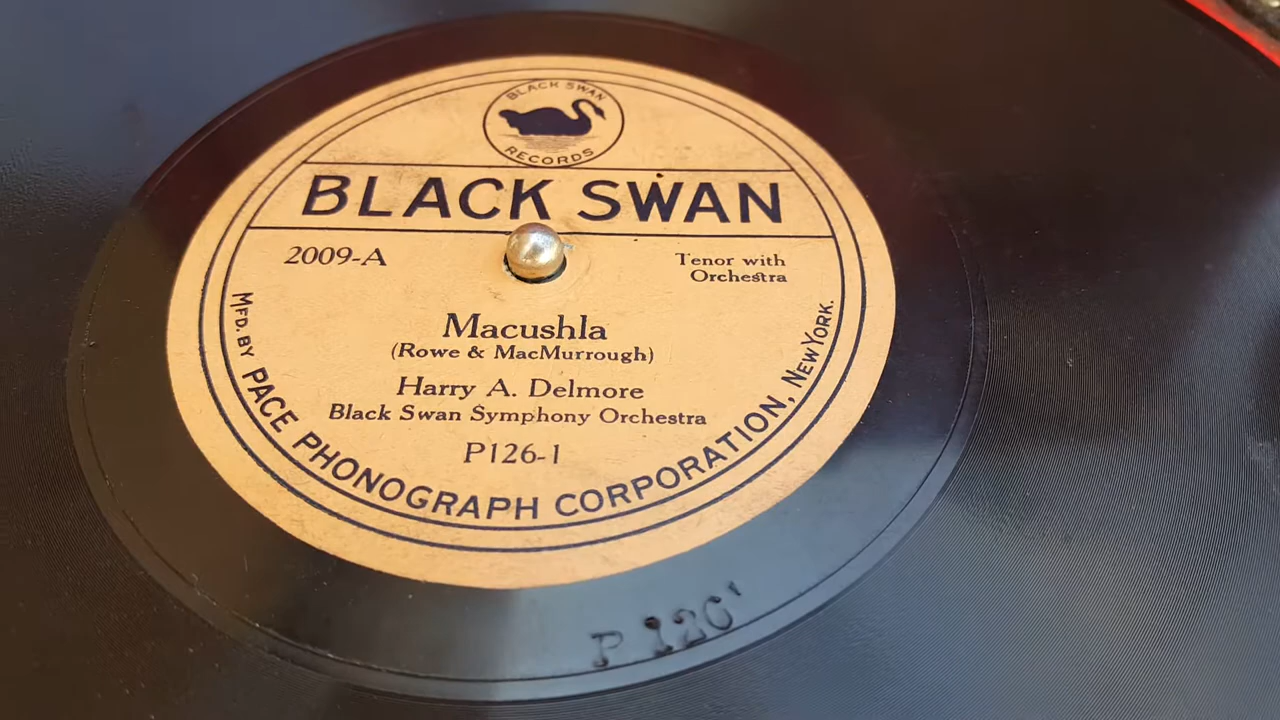 BLACK SWAN
RECORDS
BLACK SWAN
2009-A
Tenor with
Orchestra
Macushla
(Rowe & MacMurrough)
Harry A. Delmore
Black Swan Symphony Orchestra
P126-1
MFD. BY PACE PHONOGRAPH CORPORATION, NEW YORK.